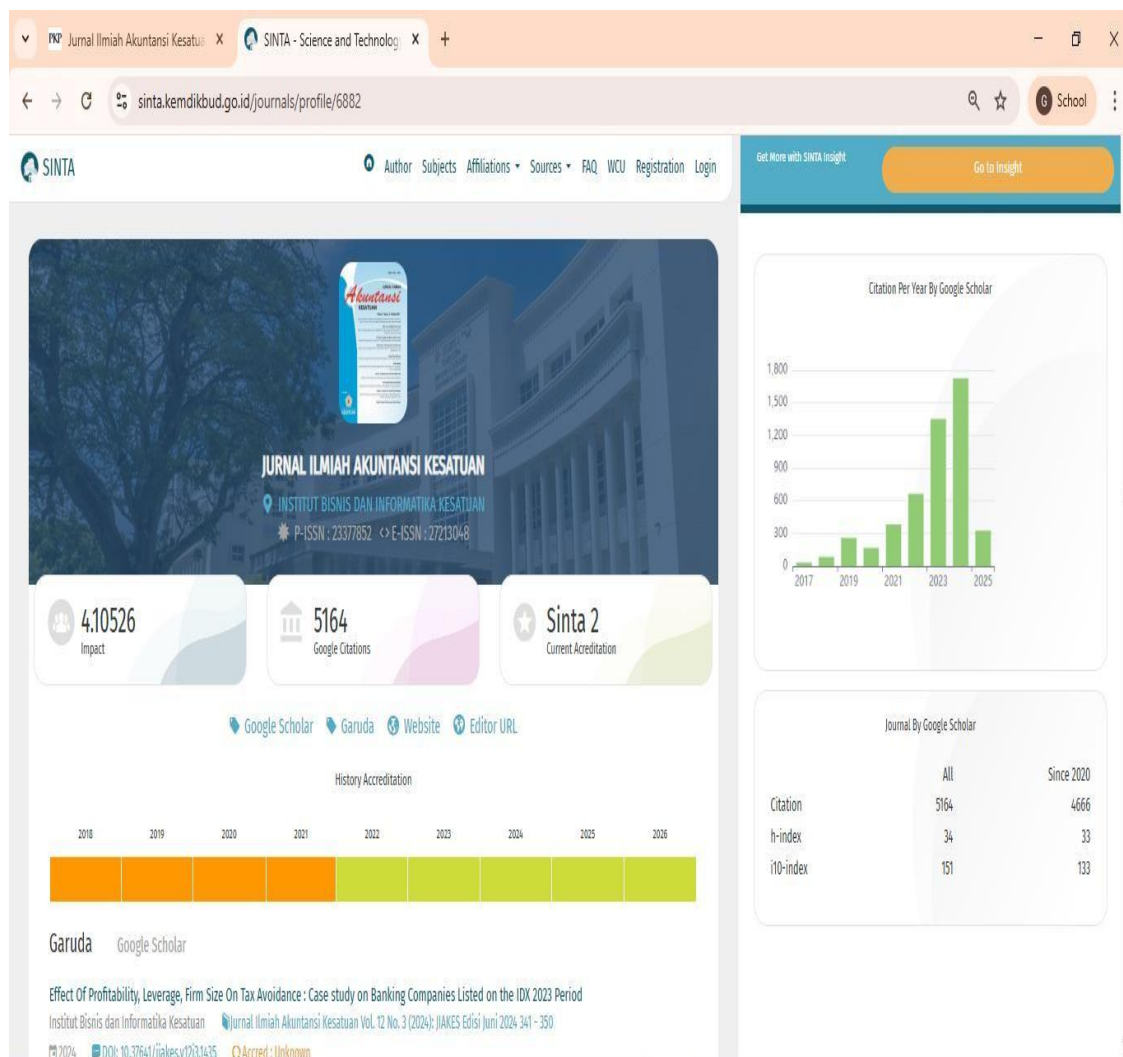 PKP Jurnal Ilmiah Akuntansi Kesatua
SINTA - Science and Technolog
sinta.kemdikbud.go.id/journals/profile/6882
G School
SINTA
Author Subjects Affiliations Sources FAQ WCU Registration Login
Get More with SINTA Insight
Go to Insight
Akuntansi
KESATUAN
JURNAL ILMIAH AKUNTANSI KESATUAN
INSTITUT BISNIS DAN INFORMATIKA KESATUAN
P-ISSN : 23377852 <> E-ISSN : 27213048
4.10526
Impact
5164
Google Citations
Sinta 2
Current Acreditation
Google Scholar Garuda Website Editor URL
History Accreditation
2018 2019 2020 2021 2022 2023 2024 2025 2026
Garuda Google Scholar
Effect Of Profitability, Leverage, Firm Size On Tax Avoidance : Case study on Banking Companies Listed on the IDX 2023 Period
Institut Bisnis dan Informatika Kesatuan Jurnal Ilmiah Akuntansi Kesatuan Vol. 12 No. 3 (2024): JIAKES Edisi Juni 2024 341 - 350
2024 DOI: 10.37641/jiakes.v12i3.1435 Accred : Unknown
Citation Per Year By Google Scholar
1,800
1,500
1,200
900
600
300
0
2017 2019 2021 2023 2025
Journal By Google Scholar
All Since 2020
Citation 5164 4666
h-index 34 33
i10-index 151 133